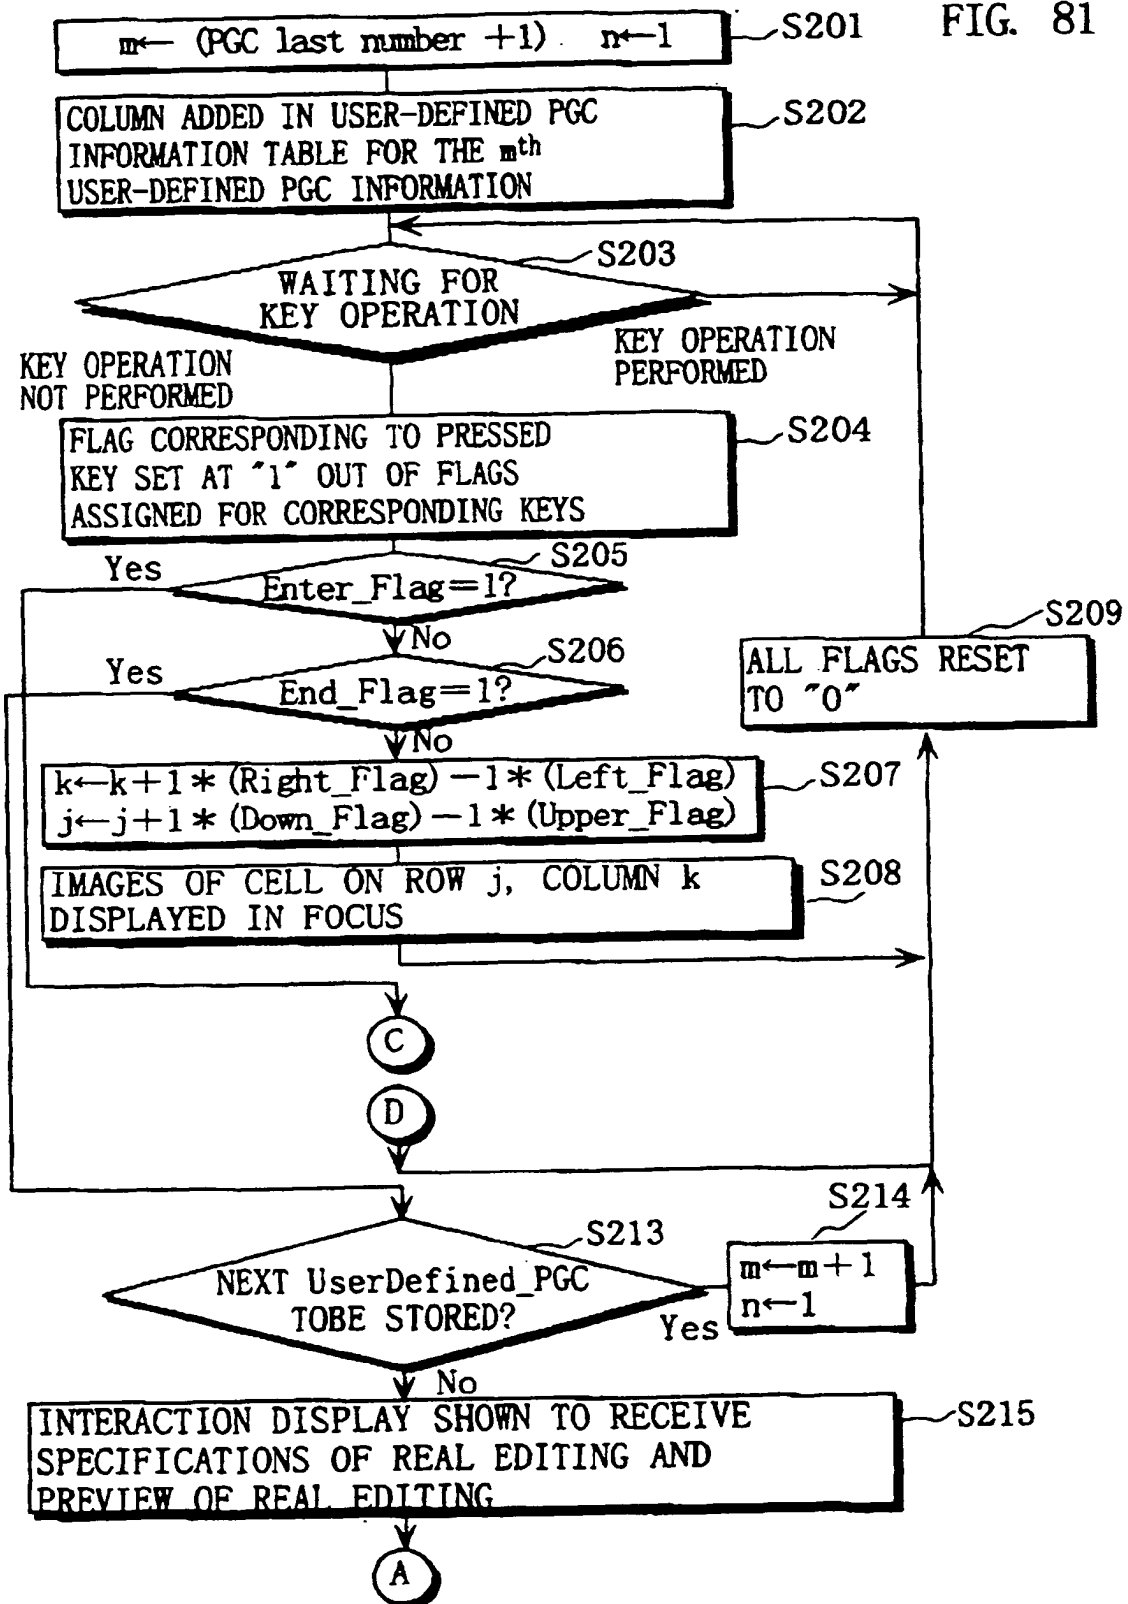 FIG. 81
m← (PGC last number +1) n←1
S201
COLUMN ADDED IN USER-DEFINED PGC
INFORMATION TABLE FOR THE mth
USER-DEFINED PGC INFORMATION
S202
S203
WAITING FOR
KEY OPERATION
KEY OPERATION
NOT PERFORMED
KEY OPERATION
PERFORMED
FLAG CORRESPONDING TO PRESSED
KEY SET AT "1" OUT OF FLAGS
ASSIGNED FOR CORRESPONDING KEYS
S204
S205
Yes
Enter_Flag=1?
No
S206
Yes
End_Flag=1?
No
S209
ALL FLAGS RESET
TO "0"
k←k+1*(Right_Flag)-1*(Left_Flag)
j←j+1*(Down_Flag)-1*(Upper_Flag)
S207
IMAGES OF CELL ON ROW j, COLUMN k
DISPLAYED IN FOCUS
S208
C
D
S213
NEXT UserDefined_PGC
TOBE STORED?
Yes
S214
m←m+1
n←1
No
INTERACTION DISPLAY SHOWN TO RECEIVE
SPECIFICATIONS OF REAL EDITING AND
PREVIEW OF REAL EDITING
S215
A